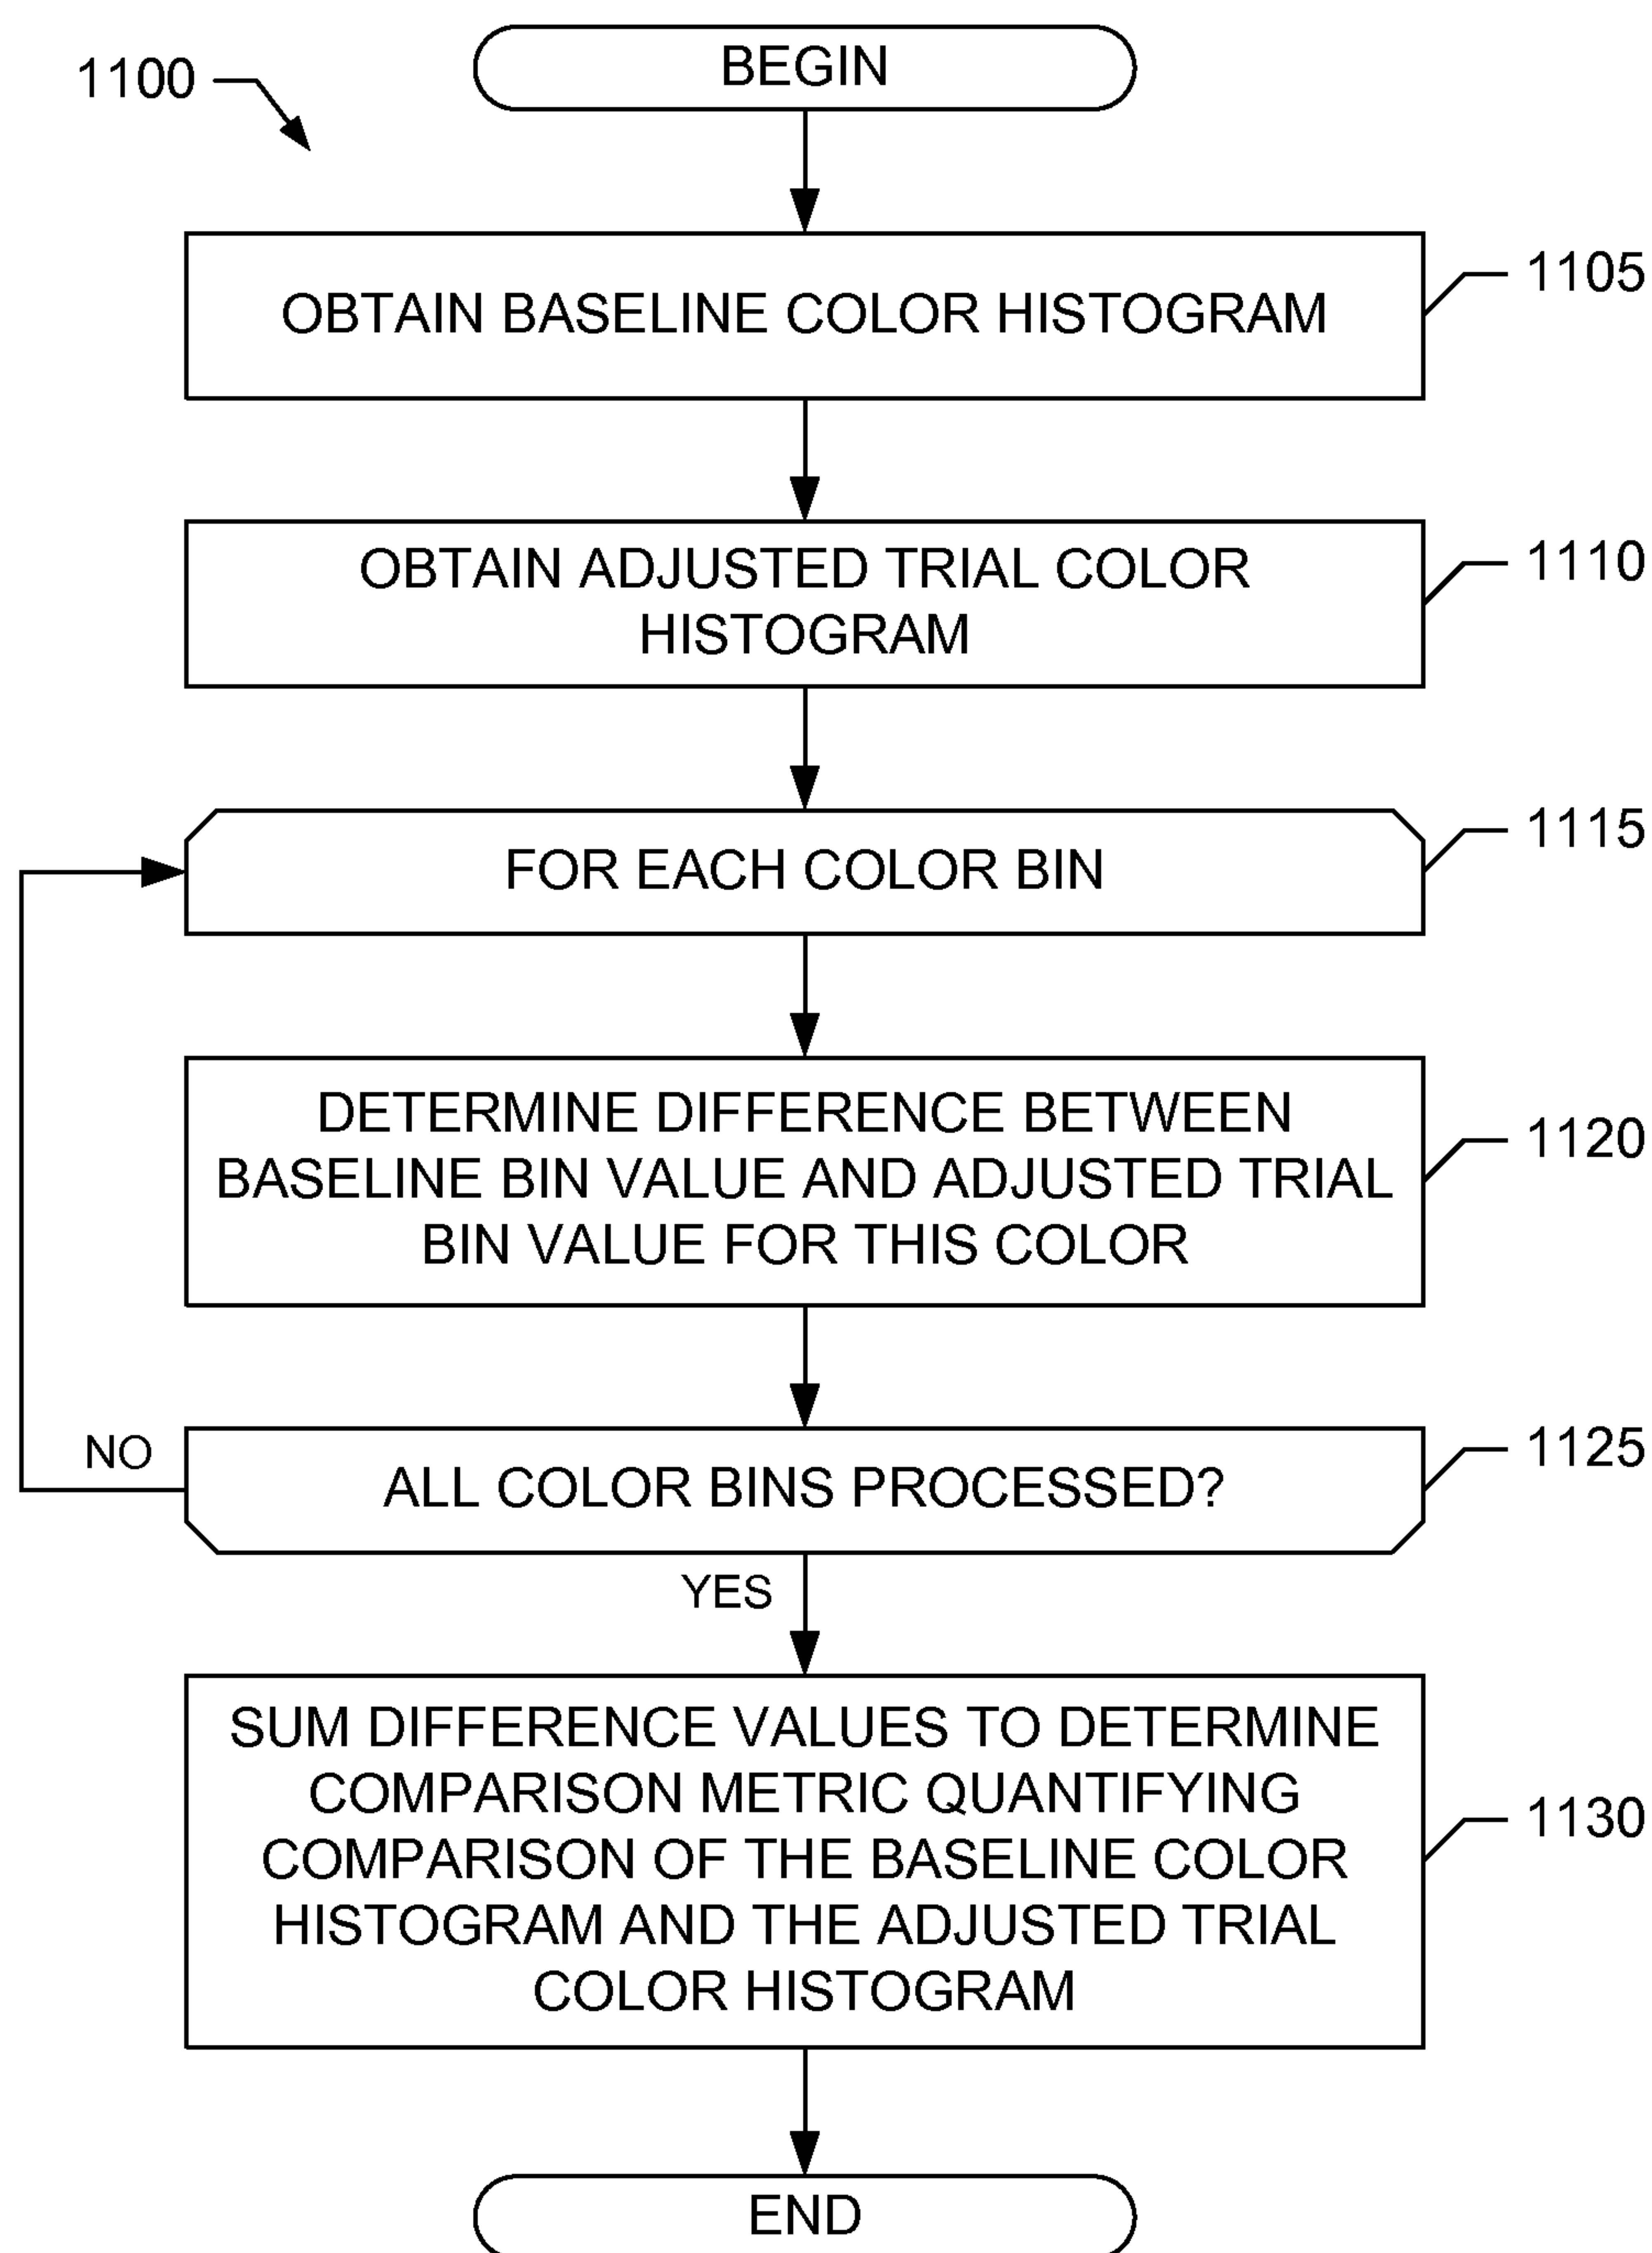 1100
BEGIN
OBTAIN BASELINE COLOR HISTOGRAM
1105
OBTAIN ADJUSTED TRIAL COLOR
HISTOGRAM
1110
FOR EACH COLOR BIN
1115
DETERMINE DIFFERENCE BETWEEN
BASELINE BIN VALUE AND ADJUSTED TRIAL
BIN VALUE FOR THIS COLOR
1120
NO
ALL COLOR BINS PROCESSED?
1125
YES
SUM DIFFERENCE VALUES TO DETERMINE
COMPARISON METRIC QUANTIFYING
COMPARISON OF THE BASELINE COLOR
HISTOGRAM AND THE ADJUSTED TRIAL
COLOR HISTOGRAM
1130
END